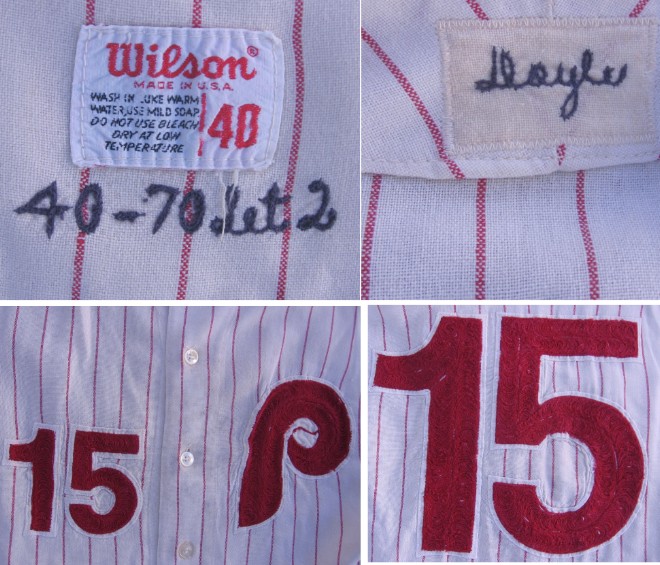 Wilson®
MADE IN U.S.A.
WASH IN LUKE WARM
WATER,USE MILD SOAP,
DO NOT USE BLEACH
DRY AT LOW
TEMPERATURE
40
40-70.Set 2
Doyle
15 P
15